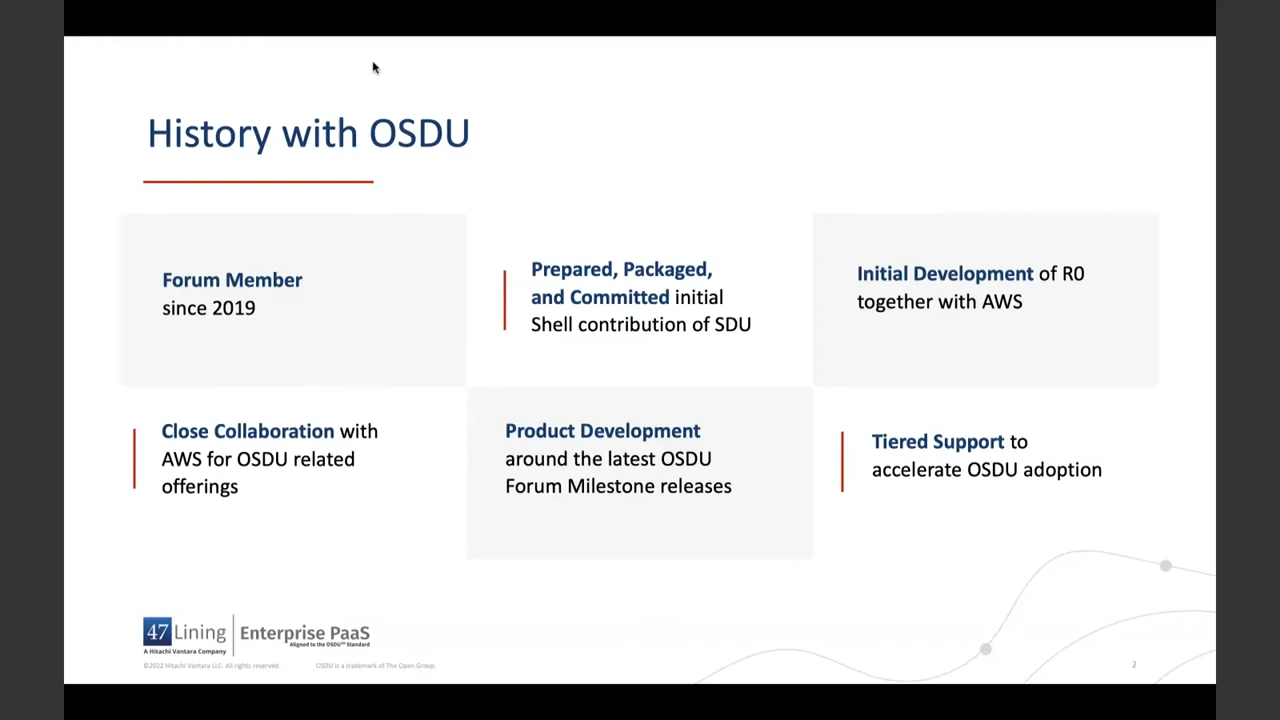 History with OSDU
Forum Member
since 2019
Prepared, Packaged,
and Committed initial
Shell contribution of SDU
Initial Development of R0
together with AWS
Close Collaboration with
AWS for OSDU related
offerings
Product Development
around the latest OSDU
Forum Milestone releases
Tiered Support to
accelerate OSDU adoption
47 Lining
A Hitachi Vantara Company
Enterprise PaaS
Aligned to the OSDU™ Standard
©2022 Hitachi Vantara LLC. All rights reserved.
OSDU is a trademark of The Open Group.
2